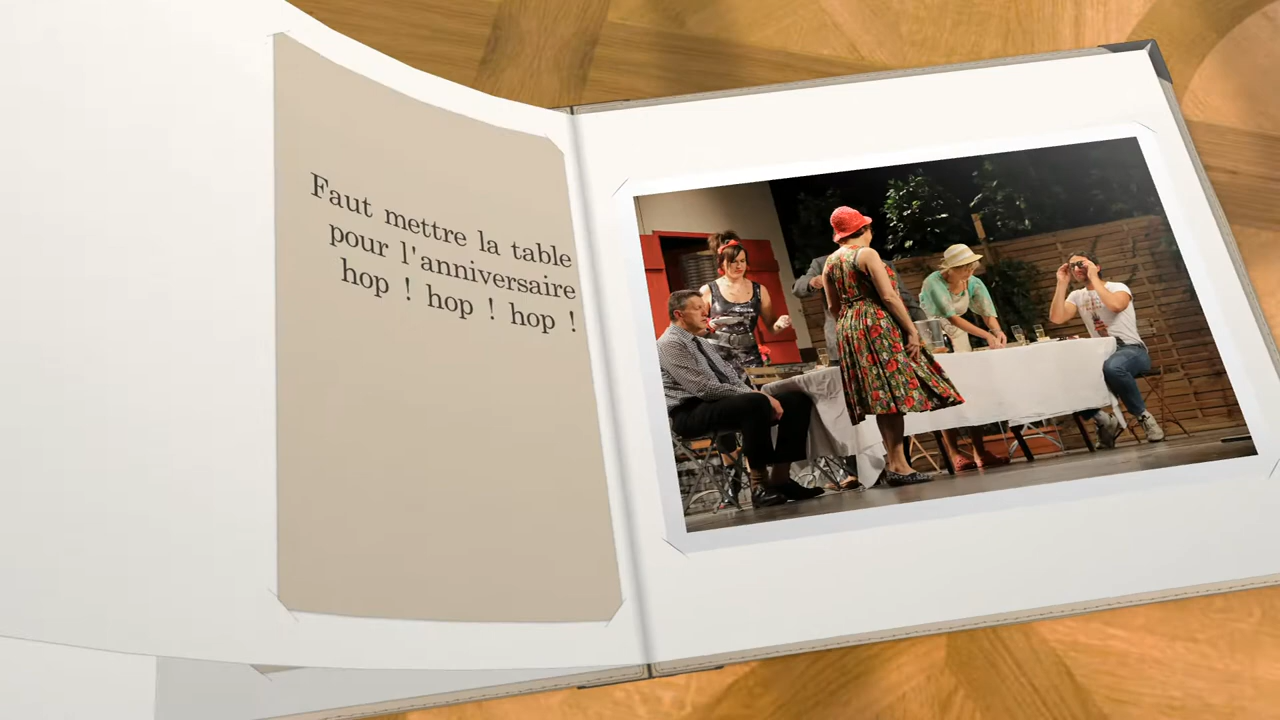 Faut mettre la table
pour l'anniversaire
hop ! hop ! hop !